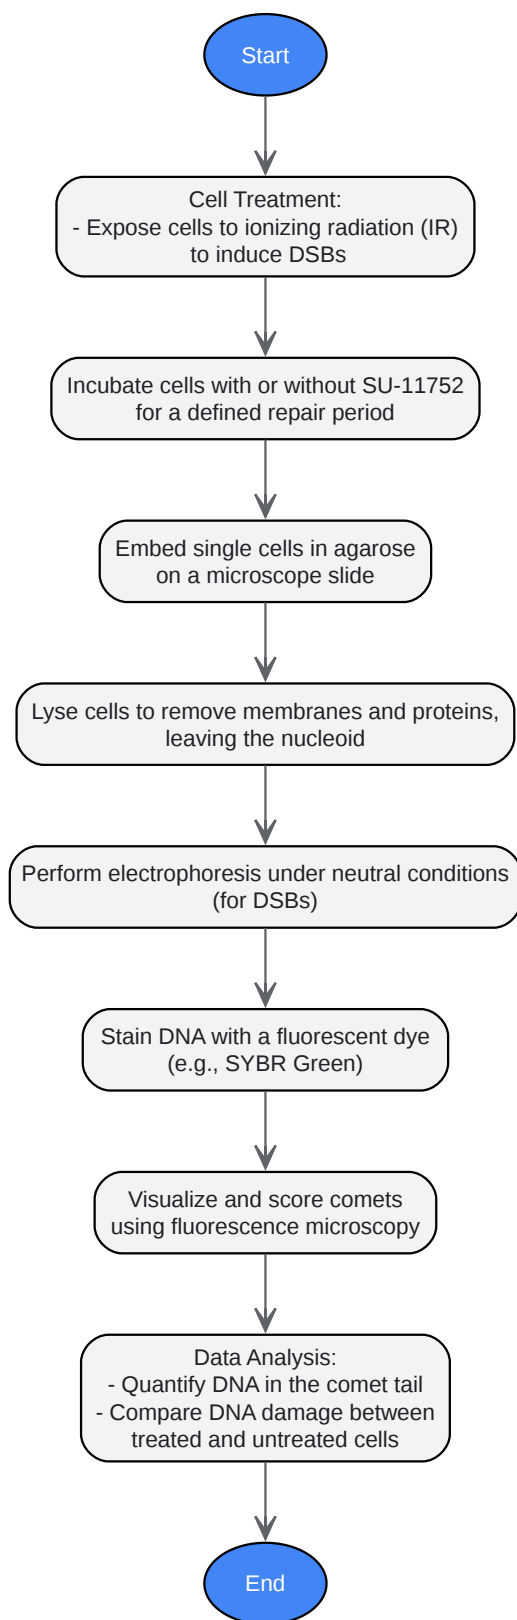 Start
Cell Treatment:
- Expose cells to ionizing radiation (IR)
to induce DSBs
Incubate cells with or without SU-11752
for a defined repair period
Embed single cells in agarose
on a microscope slide
Lyse cells to remove membranes and proteins,
leaving the nucleoid
Perform electrophoresis under neutral conditions
(for DSBs)
Stain DNA with a fluorescent dye
(e.g., SYBR Green)
Visualize and score comets
using fluorescence microscopy
Data Analysis:
- Quantify DNA in the comet tail
- Compare DNA damage between
treated and untreated cells
End